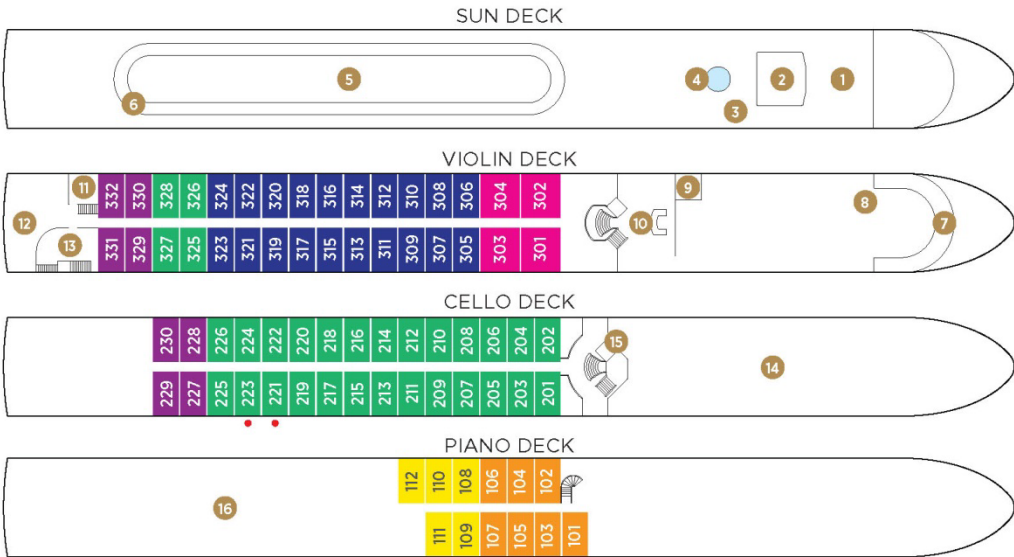 SUN DECK
6 5 4 3 2 1
VIOLIN DECK
11 332 330 328 326 324 322 320 318 316 314 312 310 308 306 304 302 9
12 10 8 7
13 331 329 327 325 323 321 319 317 315 313 311 309 307 305 303 301
CELLO DECK
230 228 226 224 222 220 218 216 214 212 210 208 206 204 202 15
14
229 227 225 223 221 219 217 215 213 211 209 207 205 203 201
PIANO DECK
112 110 108 106 104 102
16
111 109 107 105 103 101